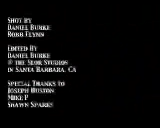 Shot By
Daniel Burke
Robb Flynn
Edited By
Daniel Burke
@ the Seor Studios
in Santa Barbara, CA
Special Thanks to
Joseph Huston
Mike P
Shawn Sparks